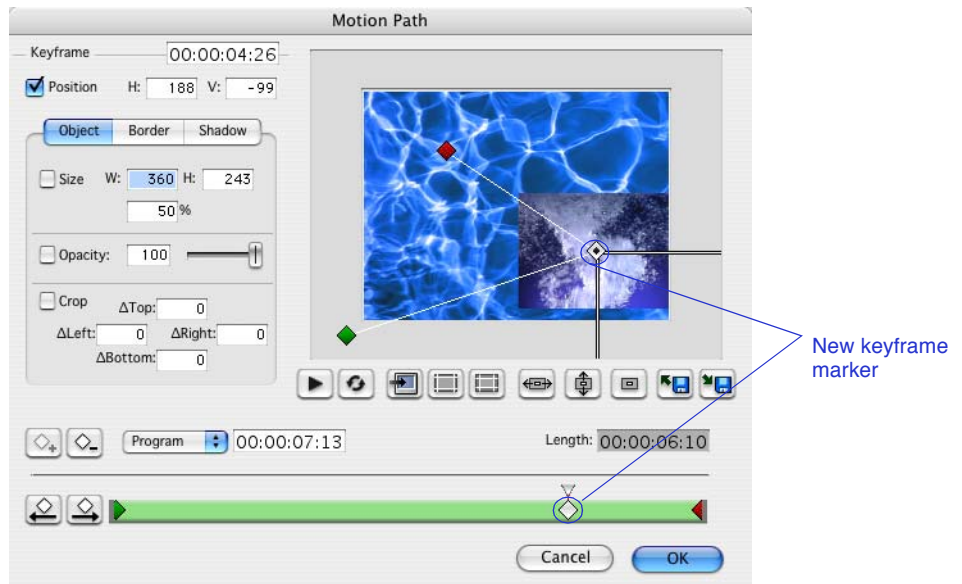 Motion Path
Keyframe 00:00:04:26
Position H: 188 V: -99
Object Border Shadow
Size W: 360 H: 243
50 %
Opacity: 100
Crop ΔTop: 0
ΔLeft: 0 ΔRight: 0
ΔBottom: 0
New keyframe
marker
Program 00:00:07:13 Length: 00:00:06:10
Cancel OK